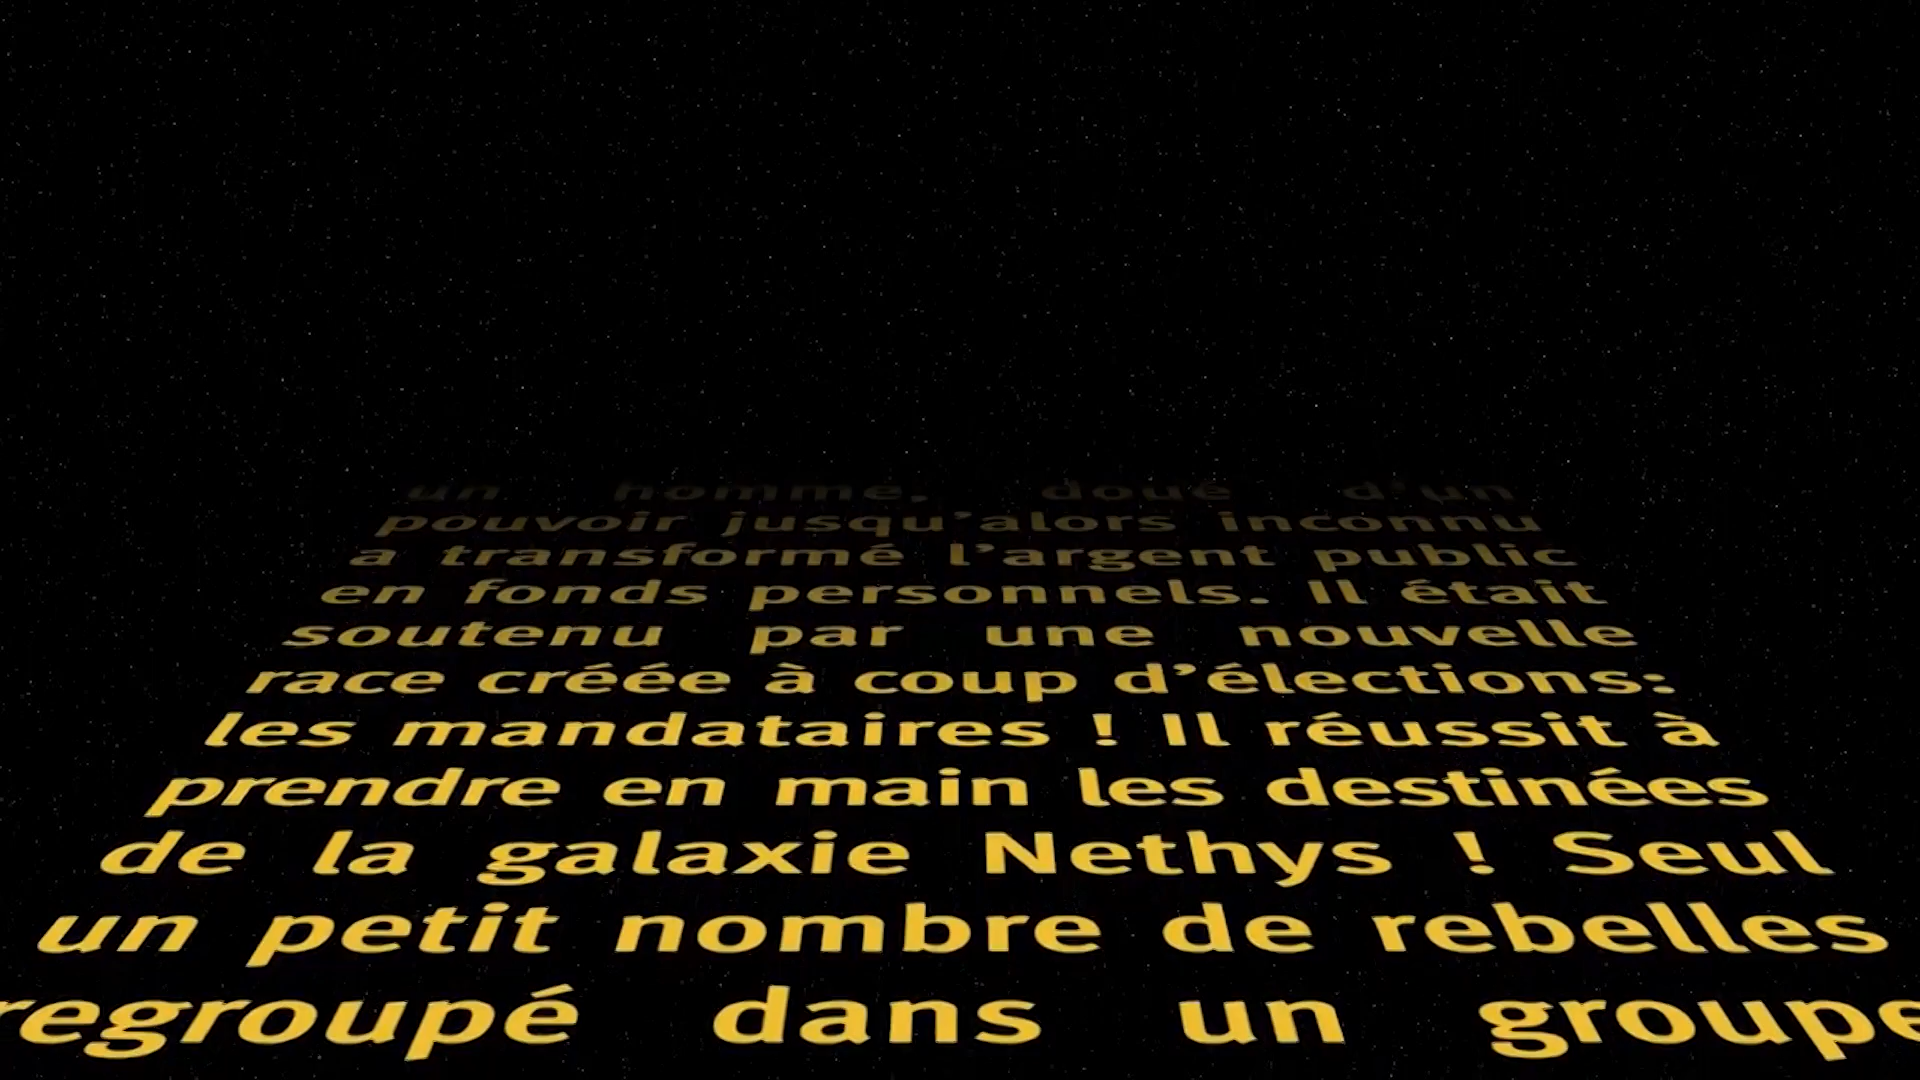 un homme, doué d'un
pouvoir jusqu’alors inconnu
a transformé l’argent public
en fonds personnels. Il était
soutenu par une nouvelle
race créée à coup d’élections:
les mandataires ! Il réussit à
prendre en main les destinées
de la galaxie Nethys ! Seul
un petit nombre de rebelles
regroupé dans un groupe